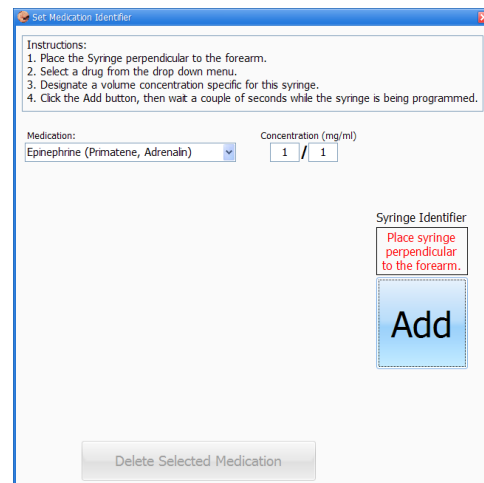 Set Medication Identifier
Instructions:
1. Place the Syringe perpendicular to the forearm.
2. Select a drug from the drop down menu.
3. Designate a volume concentration specific for this syringe.
4. Click the Add button, then wait a couple of seconds while the syringe is being programmed.
Medication:
Concentration (mg/ml)
Epinephrine (Primatene, Adrenalin)
1 / 1
Syringe Identifier
Place syringe
perpendicular
to the forearm.
Add
Delete Selected Medication